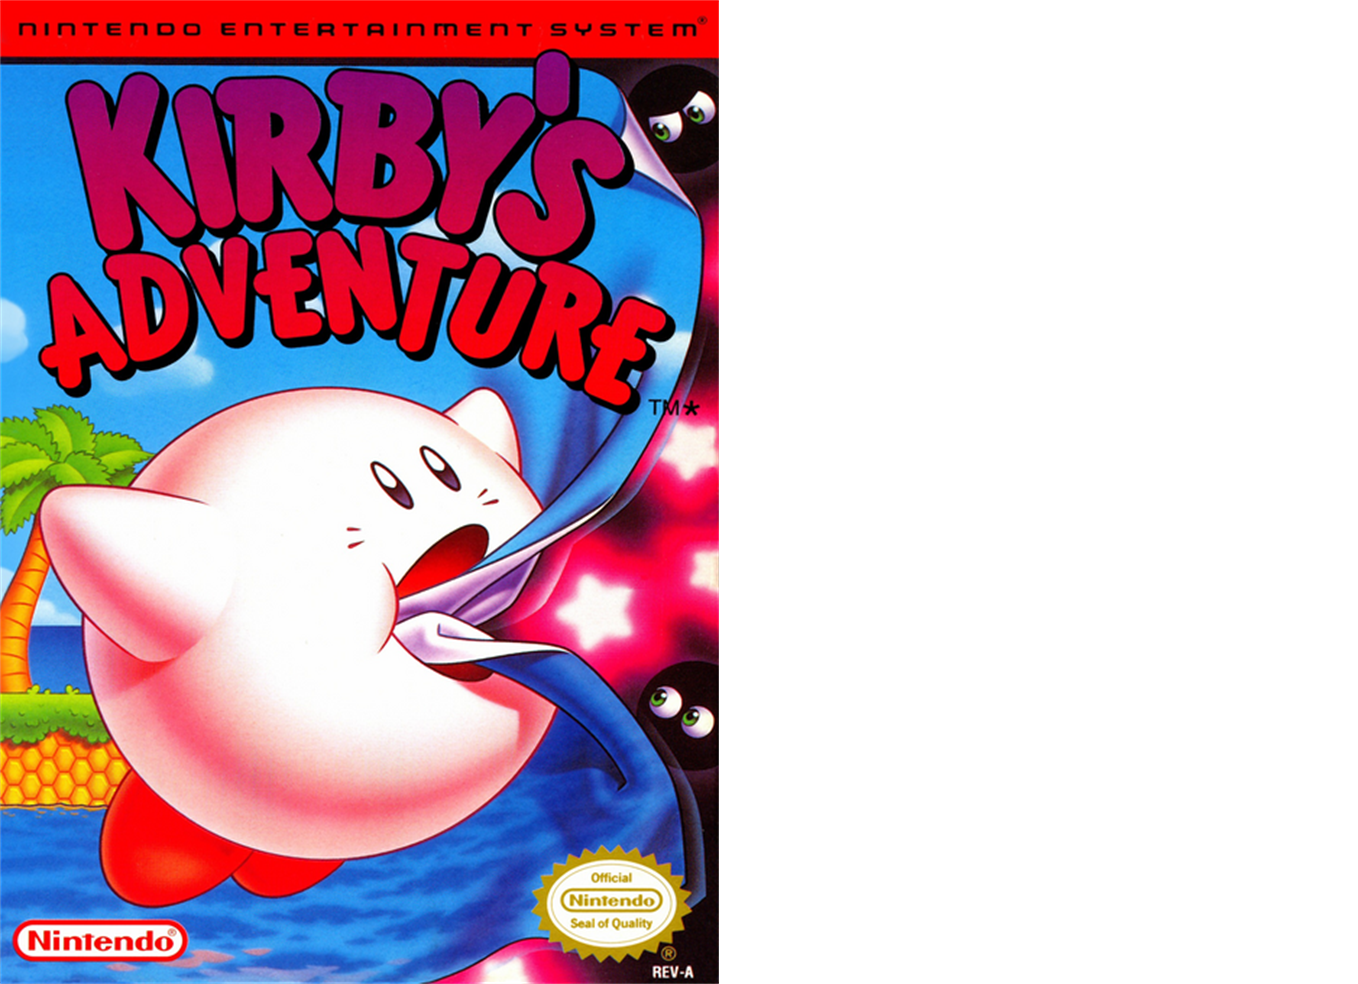 NINTENDO ENTERTAINMENT SYSTEM®
KIRBY'S
ADVENTURE
TM*
Official
Nintendo
Seal of Quality
®
Nintendo®
REV-A